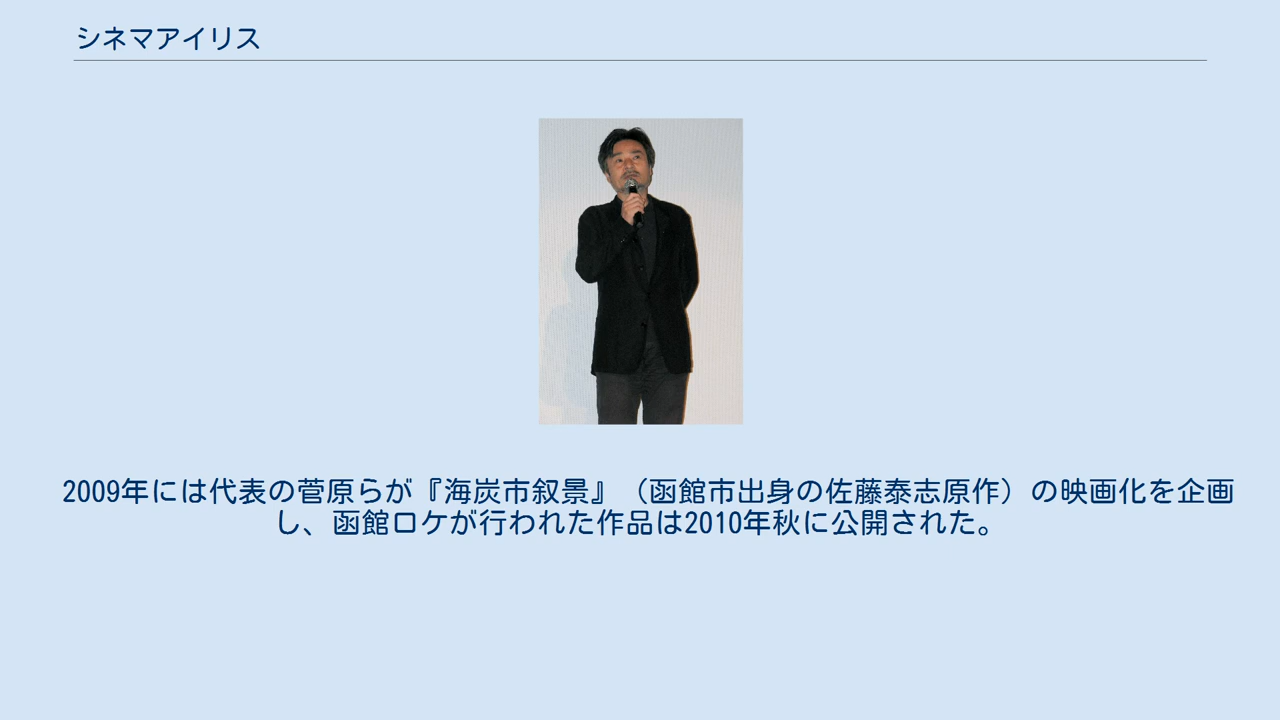 シネマアイリス
2009年には代表の菅原らが『海炭市叙景』（函館市出身の佐藤泰志原作）の映画化を企画
し、函館ロケが行われた作品は2010年秋に公開された。